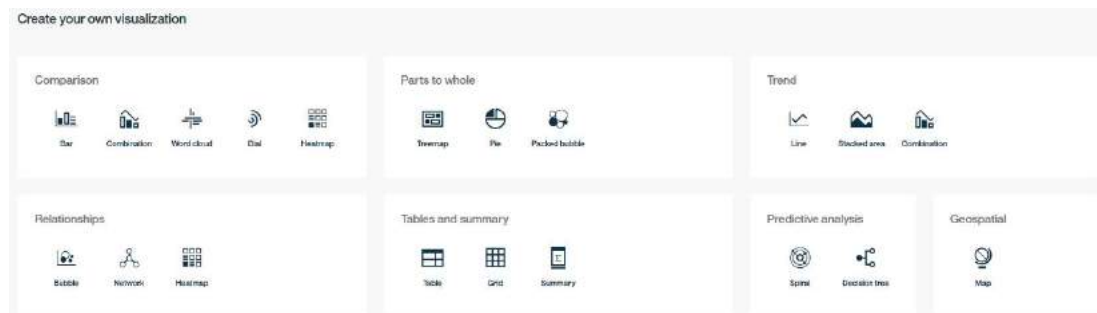 Create your own visualization
Comparison
Bar Combination Word cloud Dial Heatmap
Parts to whole
Treemap Pie Packed bubble
Trend
Line Stacked area Combination
Relationships
Bubble Network Heatmap
Tables and summary
Table Grid Summary
Predictive analysis
Spiral Decision tree
Geospatial
Map